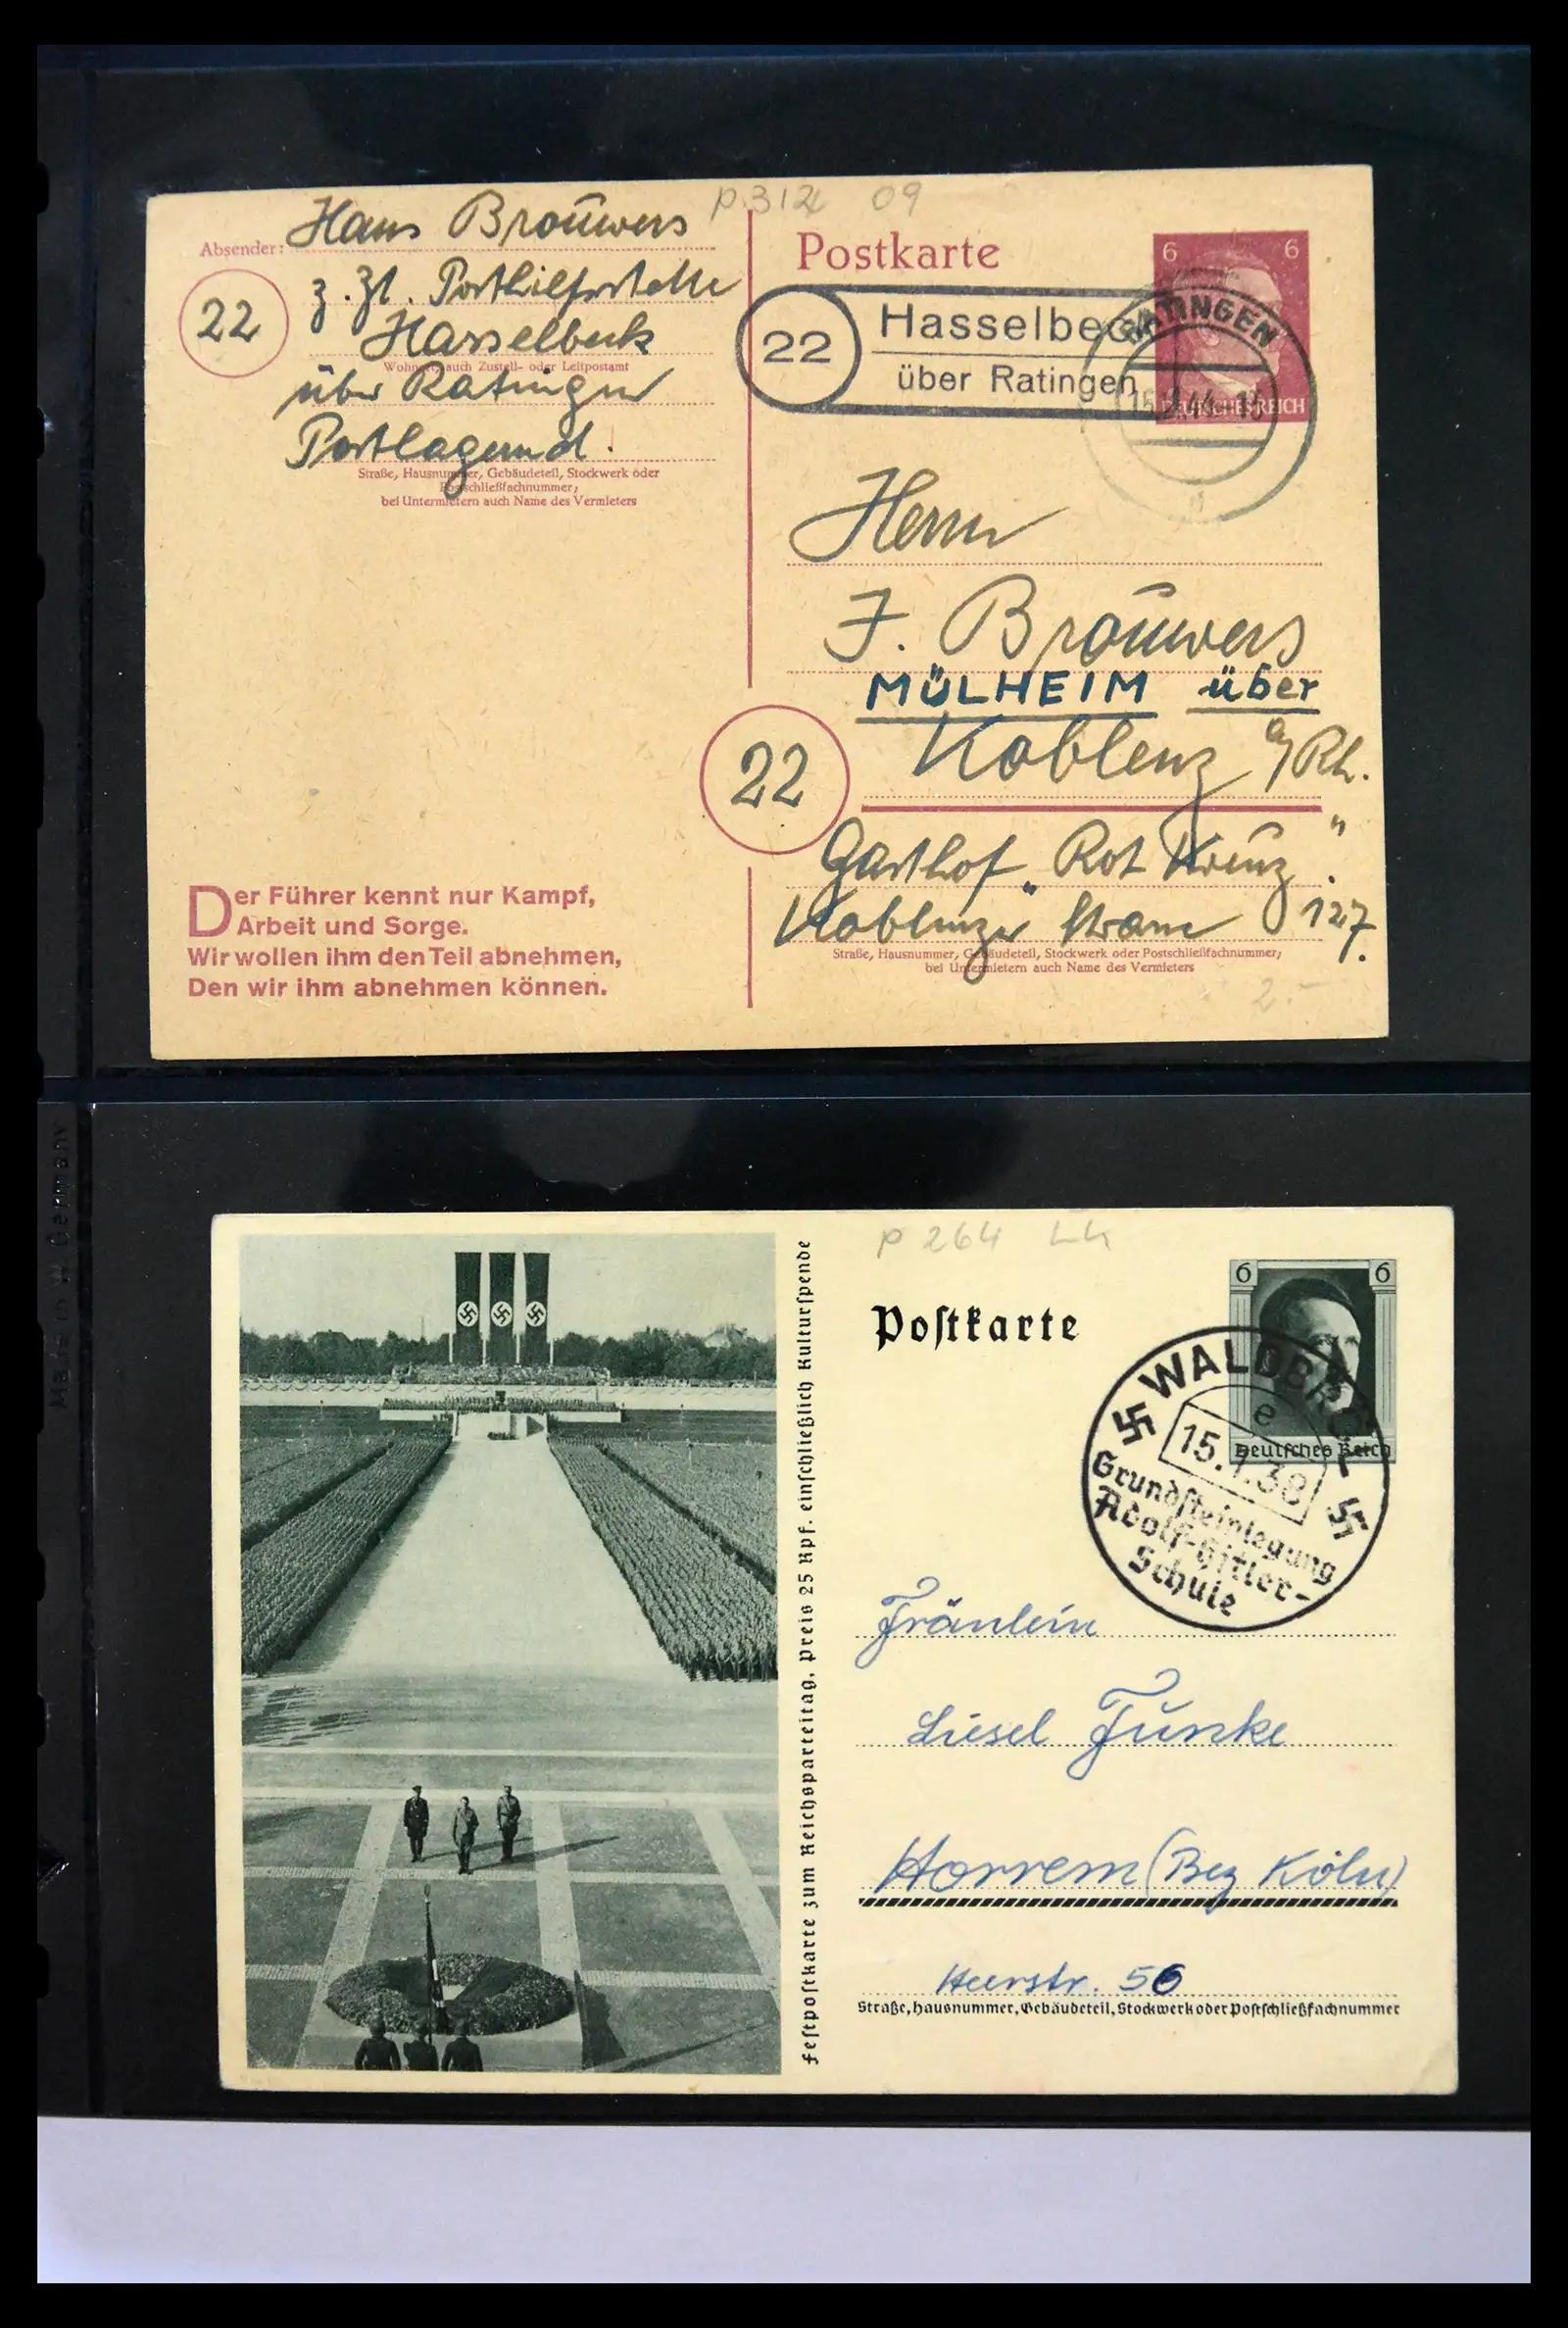 P 312 09
Absender: Hans Brouwers
22
z. Zt. Posthilfsstelle
Hasselbeck
Wohnort, auch Zustell- oder Leitpostamt
über Ratingen
Postlagernd.
Straße, Hausnummer, Gebäudeteil, Stockwerk oder
Postschließfachnummer;
bei Untermietern auch Name des Vermieters
Der Führer kennt nur Kampf,
Arbeit und Sorge.
Wir wollen ihm den Teil abnehmen,
Den wir ihm abnehmen können.
Postkarte
6 6
DEUTSCHES REICH
22
Hasselbeck
über Ratingen
RATINGEN
Herrn
J. Brouwers
MÜLHEIM über
Koblenz a/Rh.
22
Gasthof "Rot Kreuz"
Koblenzer Strasse 127.
Straße, Hausnummer, Gebäudeteil, Stockwerk oder Postschließfachnummer;
bei Untermietern auch Name des Vermieters
2.-
Made in W. Germany
Festpostkarte zum Reichsparteitag, Preis 25 Rpf. einschließlich Kulturspende
P 264
Postkarte
6 6
Deutsches Reich
WALDBRÖL
e
15.1.38
Grundsteinlegung
Adolf-Hitler-
Schule
Fräulein
Liesel Funke
Horrem (Bez Köln)
Heerstr. 56
Straße, Hausnummer, Gebäudeteil, Stockwerk oder Postschließfachnummer